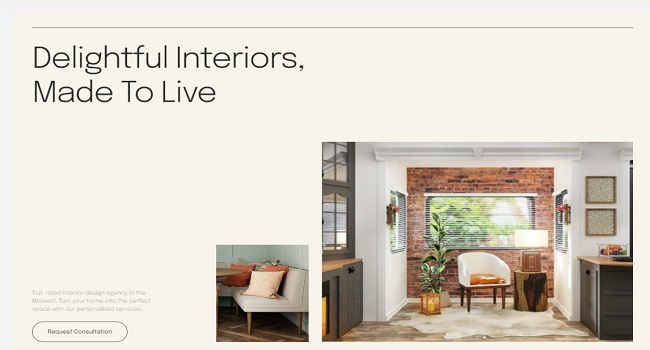 Delightful Interiors,
Made To Live
Top-rated interior design agency in the
Midwest. Turn your home into the perfect
space with our personalized services.
Request Consultation